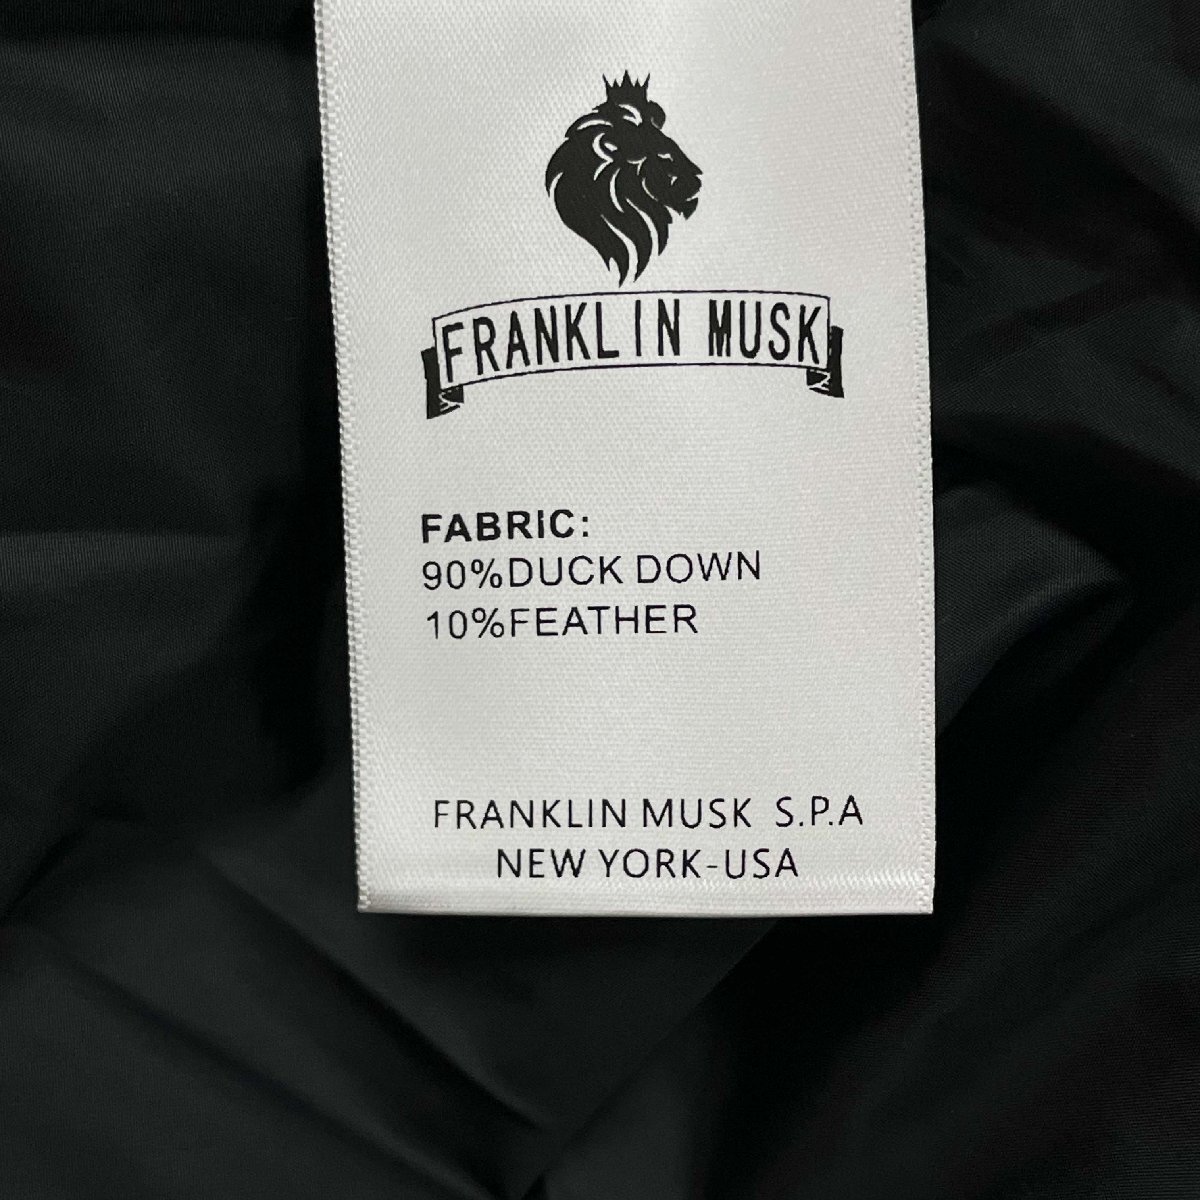 FRANKLIN MUSK
FABRIC:
90%DUCK DOWN
10%FEATHER
FRANKLIN MUSK S.P.A
NEW YORK-USA